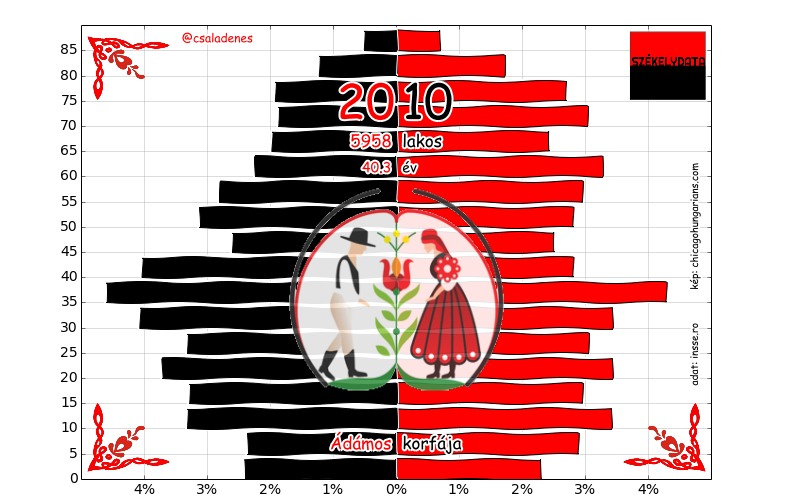 @csaladenes
SZÉKELYDATA
2010
5958 lakos
40.3 év
kép: chicagohungarians.com
adat: insse.ro
Ádámos korfája
85
80
75
70
65
60
55
50
45
40
35
30
25
20
15
10
5
0
4% 3% 2% 1% 0% 1% 2% 3% 4%